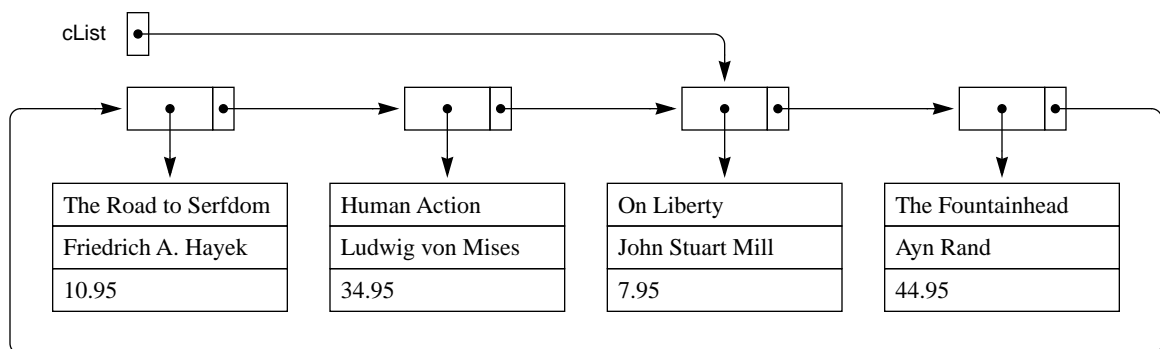 cList
The Road to Serfdom
Friedrich A. Hayek
10.95
Human Action
Ludwig von Mises
34.95
On Liberty
John Stuart Mill
7.95
The Fountainhead
Ayn Rand
44.95